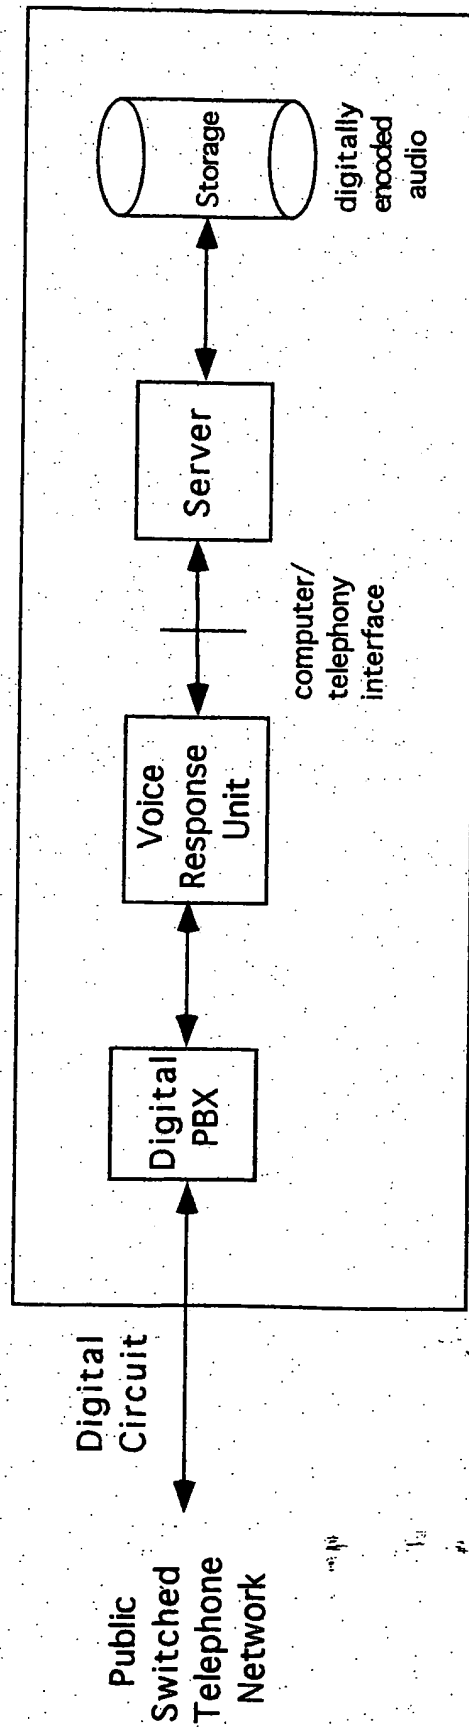 Public
Switched
Telephone
Network
Digital
Circuit
Digital
PBX
Voice
Response
Unit
computer/
telephony
interface
Server
Storage
digitally
encoded
audio